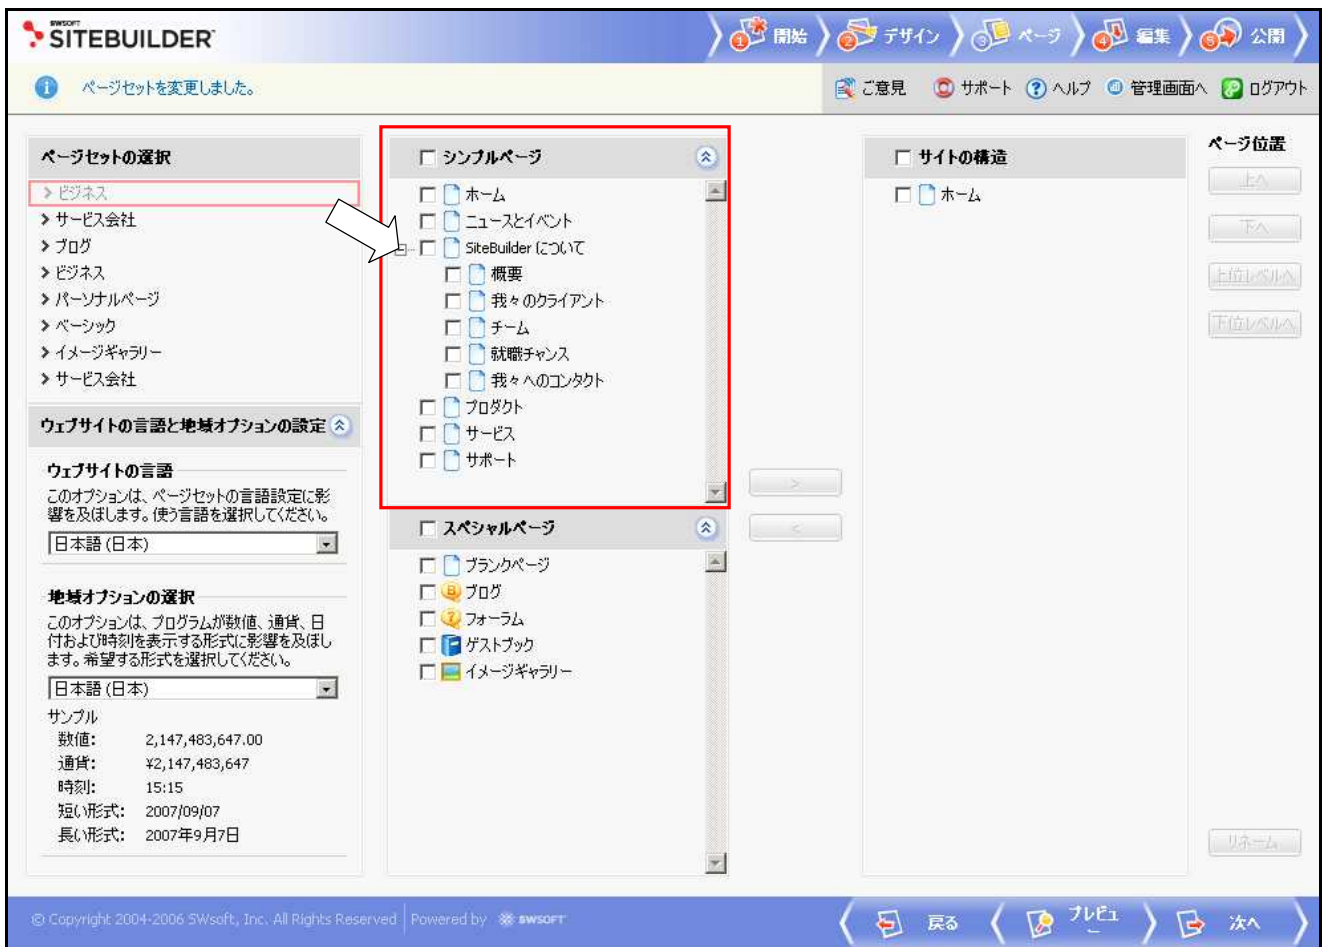 SWSOFT
SITEBUILDER
1 開始
2 デザイン
3 ページ
4 編集
5 公開
ページセットを変更しました。
ご意見
サポート
ヘルプ
管理画面へ
ログアウト
ページセットの選択
ビジネス
サービス会社
ブログ
ビジネス
パーソナルページ
ベーシック
イメージギャラリー
サービス会社
ウェブサイトの言語と地域オプションの設定
ウェブサイトの言語
このオプションは、ページセットの言語設定に影
響を及ぼします。使う言語を選択してください。
日本語 (日本)
地域オプションの選択
このオプションは、プログラムが数値、通貨、日
付および時刻を表示する形式に影響を及ぼし
ます。希望する形式を選択してください。
日本語 (日本)
サンプル
数値: 2,147,483,647.00
通貨: ¥2,147,483,647
時刻: 15:15
短い形式: 2007/09/07
長い形式: 2007年9月7日
シンプルページ
ホーム
ニュースとイベント
SiteBuilder について
概要
我々のクライアント
チーム
就職チャンス
我々へのコンタクト
プロダクト
サービス
サポート
スペシャルページ
ブランクページ
ブログ
フォーラム
ゲストブック
イメージギャラリー
>
<
サイトの構造
ホーム
ページ位置
上へ
下へ
上位レベルへ
下位レベルへ
リネーム
© Copyright 2004-2006 SWsoft, Inc. All Rights Reserved
Powered by SWSOFT
戻る
プレビュ
ー
次へ